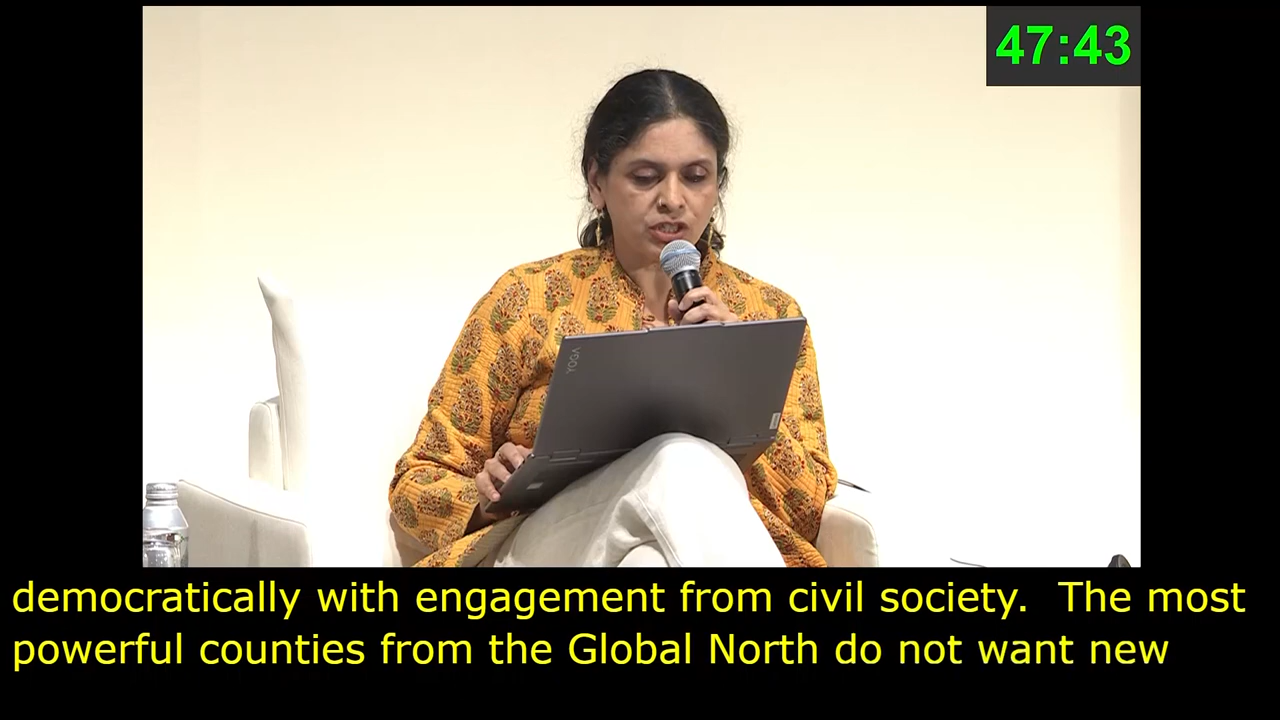 47:43
YOGA
democratically with engagement from civil society.  The most
powerful counties from the Global North do not want new